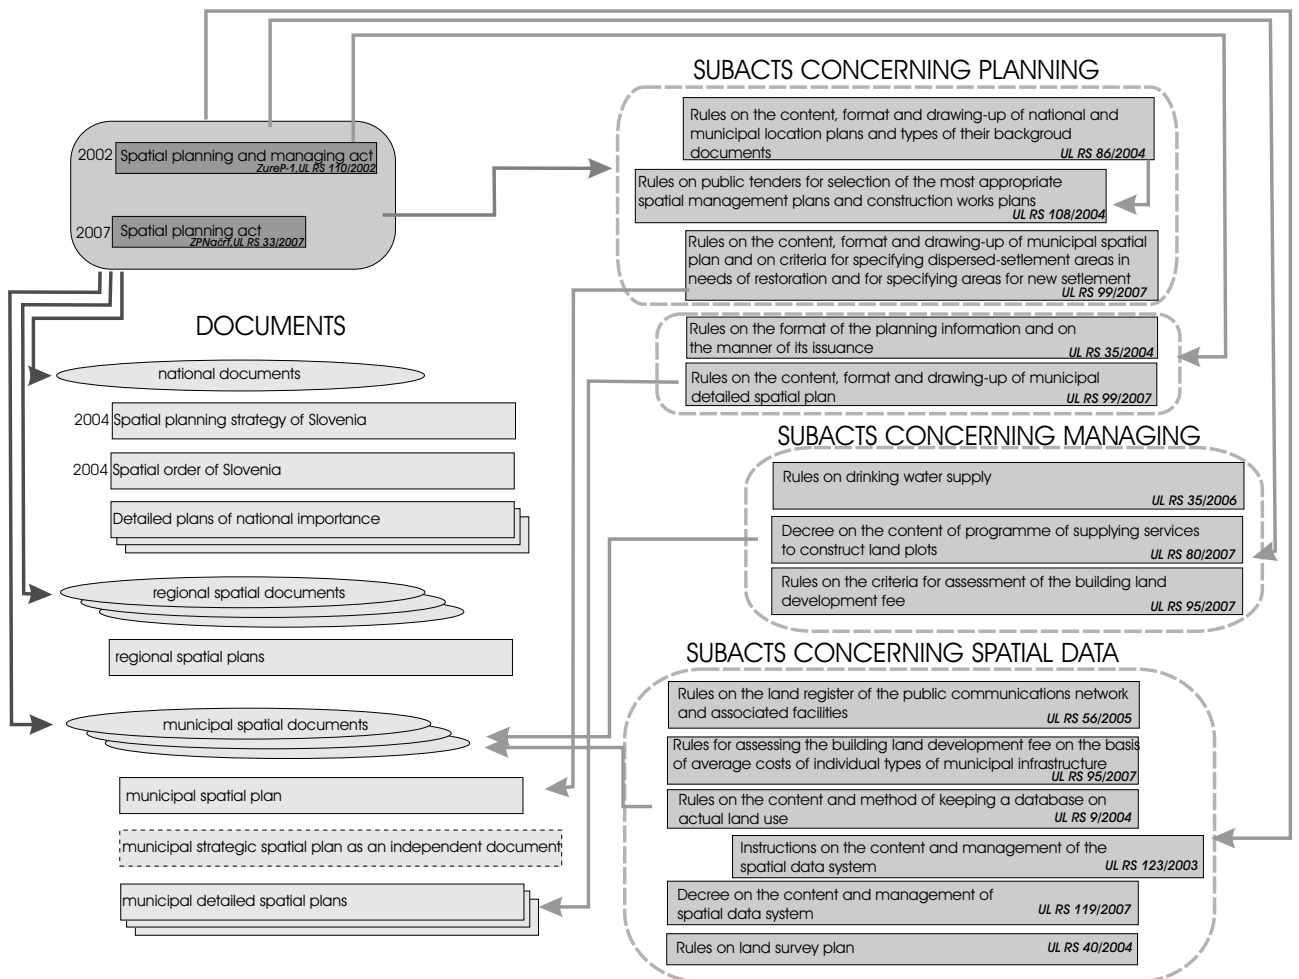 2002 Spatial planning and managing act
ZureP-1,UL RS 110/2002
2007 Spatial planning act
ZPNačrt,UL RS 33/2007
DOCUMENTS
national documents
2004 Spatial planning strategy of Slovenia
2004 Spatial order of Slovenia
Detailed plans of national importance
regional spatial documents
regional spatial plans
municipal spatial documents
municipal spatial plan
municipal strategic spatial plan as an independent document
municipal detailed spatial plans
SUBACTS CONCERNING PLANNING
Rules on the content, format and drawing-up of national and
municipal location plans and types of their backgroud
documents UL RS 86/2004
Rules on public tenders for selection of the most appropriate
spatial management plans and construction works plans
UL RS 108/2004
Rules on the content, format and drawing-up of municipal spatial
plan and on criteria for specifying dispersed-setlement areas in
needs of restoration and for specifying areas for new setlement
UL RS 99/2007
Rules on the format of the planning information and on
the manner of its issuance UL RS 35/2004
Rules on the content, format and drawing-up of municipal
detailed spatial plan UL RS 99/2007
SUBACTS CONCERNING MANAGING
Rules on drinking water supply
UL RS 35/2006
Decree on the content of programme of supplying services
to construct land plots UL RS 80/2007
Rules on the criteria for assessment of the building land
development fee UL RS 95/2007
SUBACTS CONCERNING SPATIAL DATA
Rules on the land register of the public communications network
and associated facilities UL RS 56/2005
Rules for assessing the building land development fee on the basis
of average costs of individual types of municipal infrastructure
UL RS 95/2007
Rules on the content and method of keeping a database on
actual land use UL RS 9/2004
Instructions on the content and management of the
spatial data system UL RS 123/2003
Decree on the content and management of
spatial data system UL RS 119/2007
Rules on land survey plan UL RS 40/2004